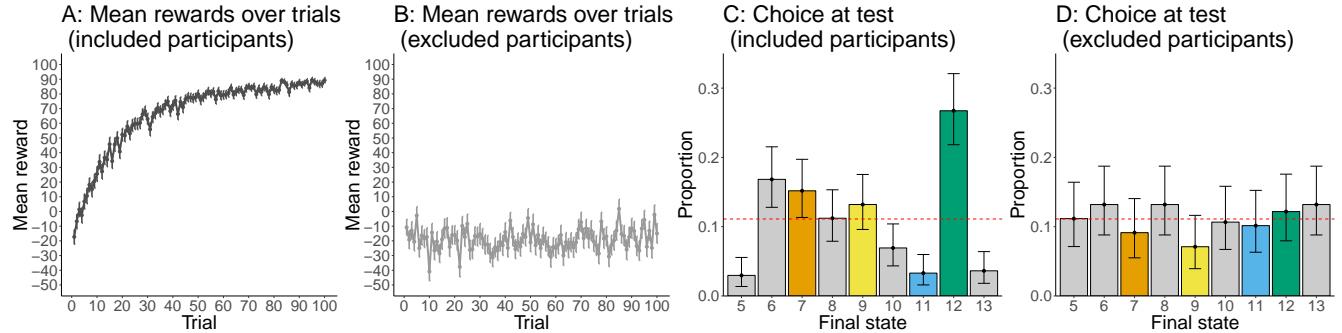 A: Mean rewards over trials
(included participants)
100
90
80
70
60
50
40
30
20
10
0
−10
−20
−30
−40
−50
Mean reward
0 10 20 30 40 50 60 70 80 90 100
Trial
B: Mean rewards over trials
(excluded participants)
100
90
80
70
60
50
40
30
20
10
0
−10
−20
−30
−40
−50
Mean reward
0 10 20 30 40 50 60 70 80 90 100
Trial
C: Choice at test
(included participants)
0.3
0.2
0.1
0.0
Proportion
5 6 7 8 9 10 11 12 13
Final state
D: Choice at test
(excluded participants)
0.3
0.2
0.1
0.0
Proportion
5 6 7 8 9 10 11 12 13
Final state